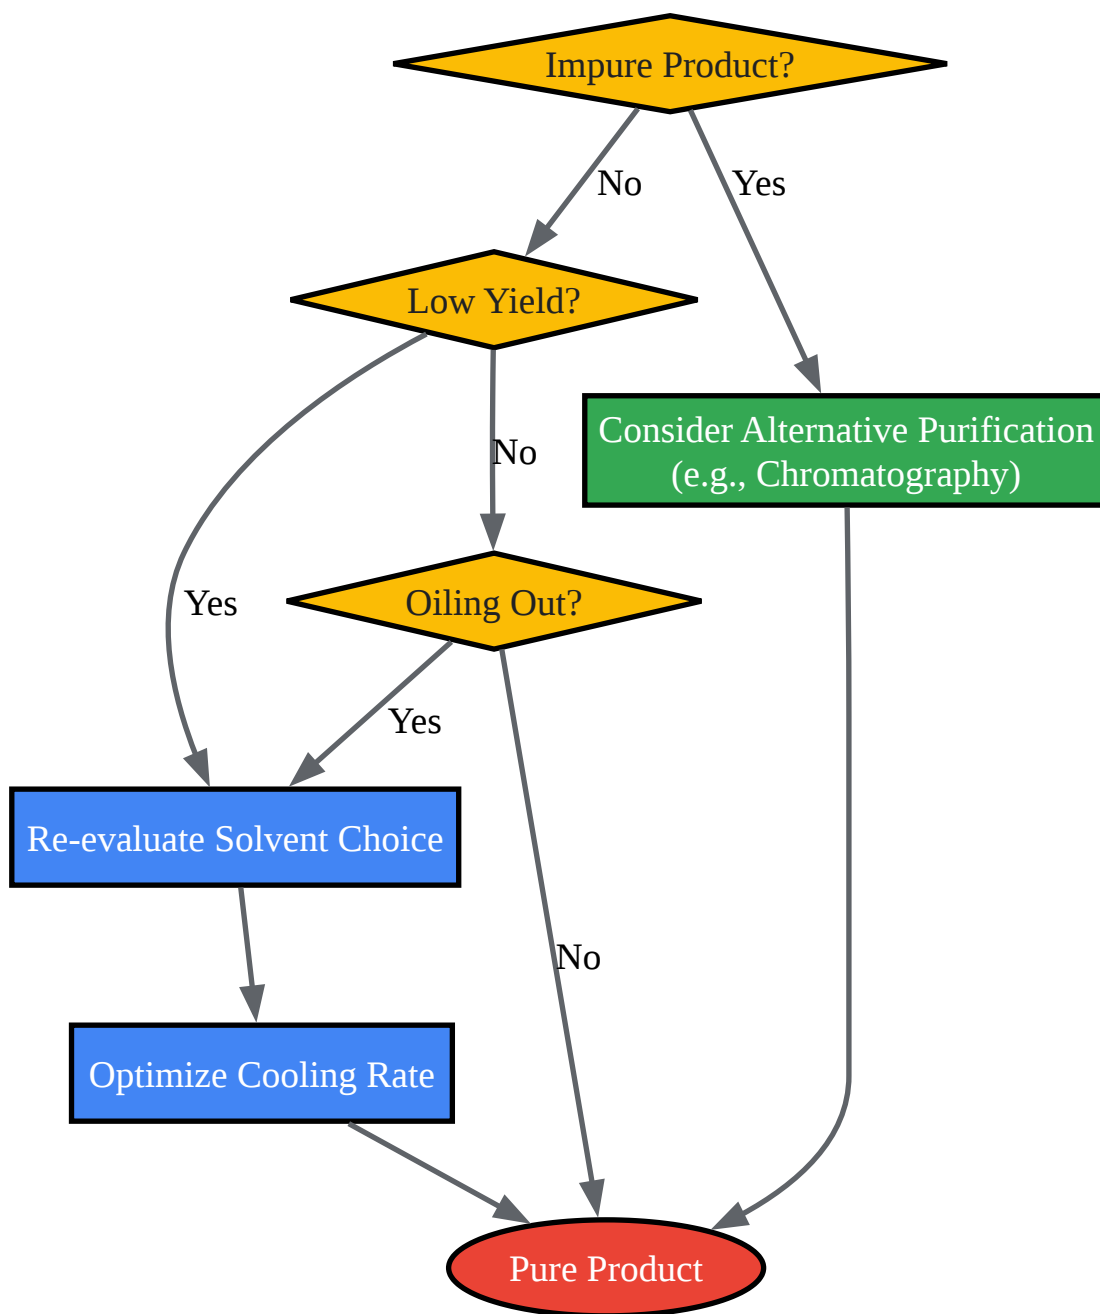 Impure Product?
No
Yes
Low Yield?
Consider Alternative Purification
(e.g., Chromatography)
No
Yes
Oiling Out?
Yes
Re-evaluate Solvent Choice
No
Optimize Cooling Rate
Pure Product